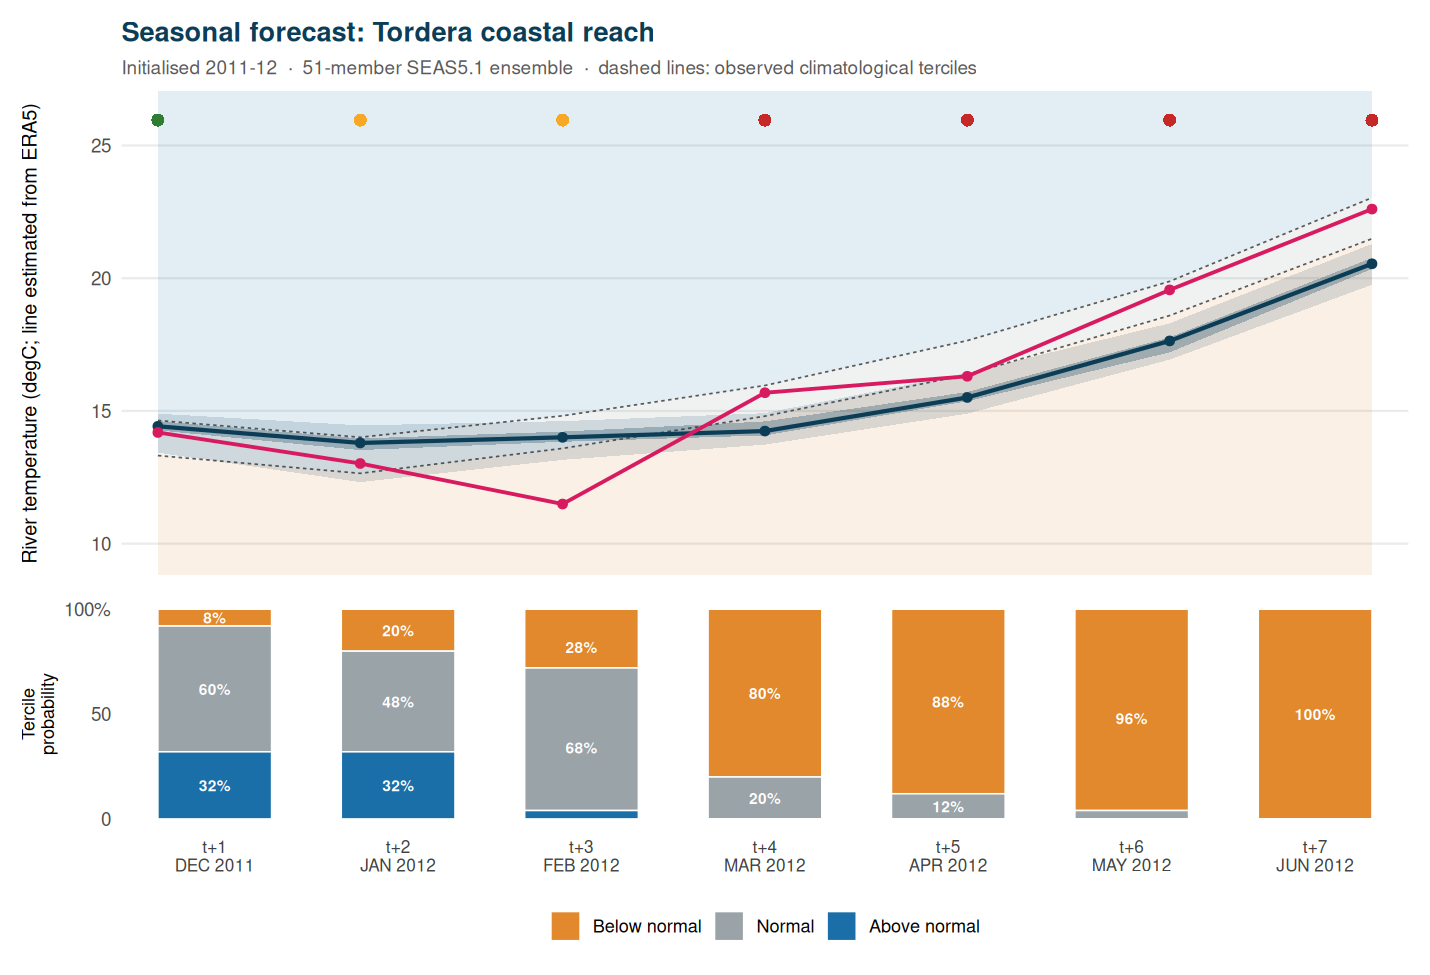 Seasonal forecast: Tordera coastal reach
Initialised 2011-12 · 51-member SEAS5.1 ensemble · dashed lines: observed climatological terciles
River temperature (degC; line estimated from ERA5)
25
20
15
10
Tercile
probability
100%
50
0
8%
60%
32%
20%
48%
32%
28%
68%
80%
20%
88%
12%
96%
100%
t+1
DEC 2011
t+2
JAN 2012
t+3
FEB 2012
t+4
MAR 2012
t+5
APR 2012
t+6
MAY 2012
t+7
JUN 2012
Below normal
Normal
Above normal